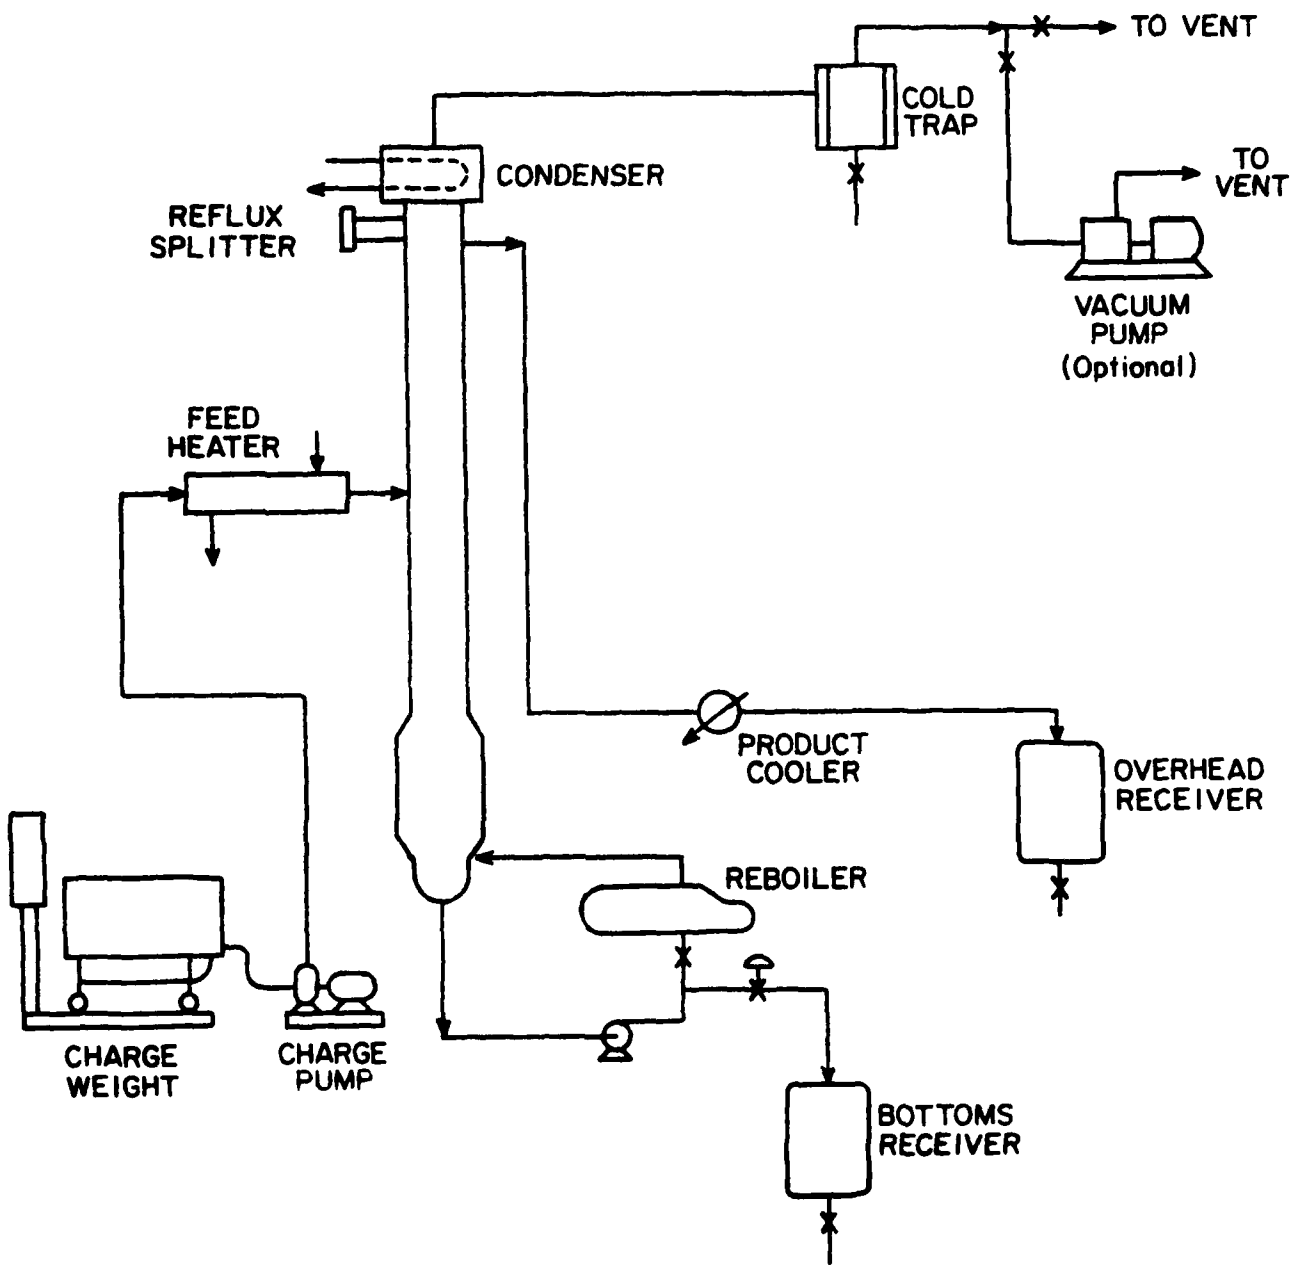 TO VENT
COLD
TRAP
TO
VENT
CONDENSER
REFLUX
SPLITTER
VACUUM
PUMP
(Optional)
FEED
HEATER
PRODUCT
COOLER
OVERHEAD
RECEIVER
REBOILER
CHARGE
WEIGHT
CHARGE
PUMP
BOTTOMS
RECEIVER